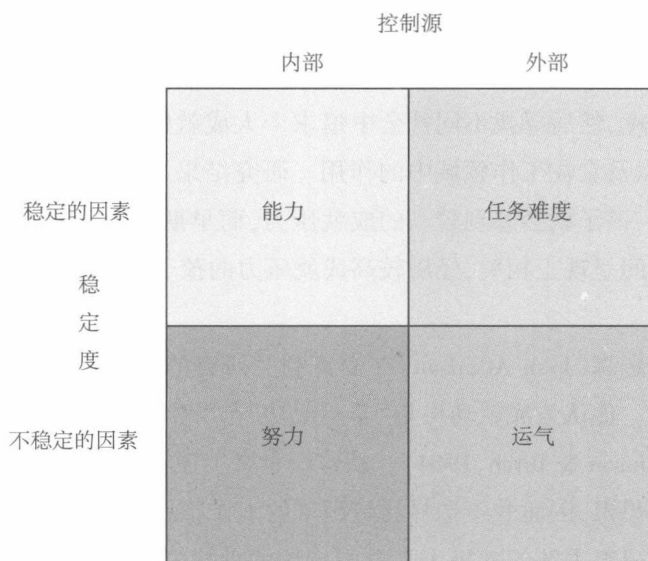 控制源
内部 外部
稳定的因素 能力 任务难度
稳
定
度
不稳定的因素 努力 运气